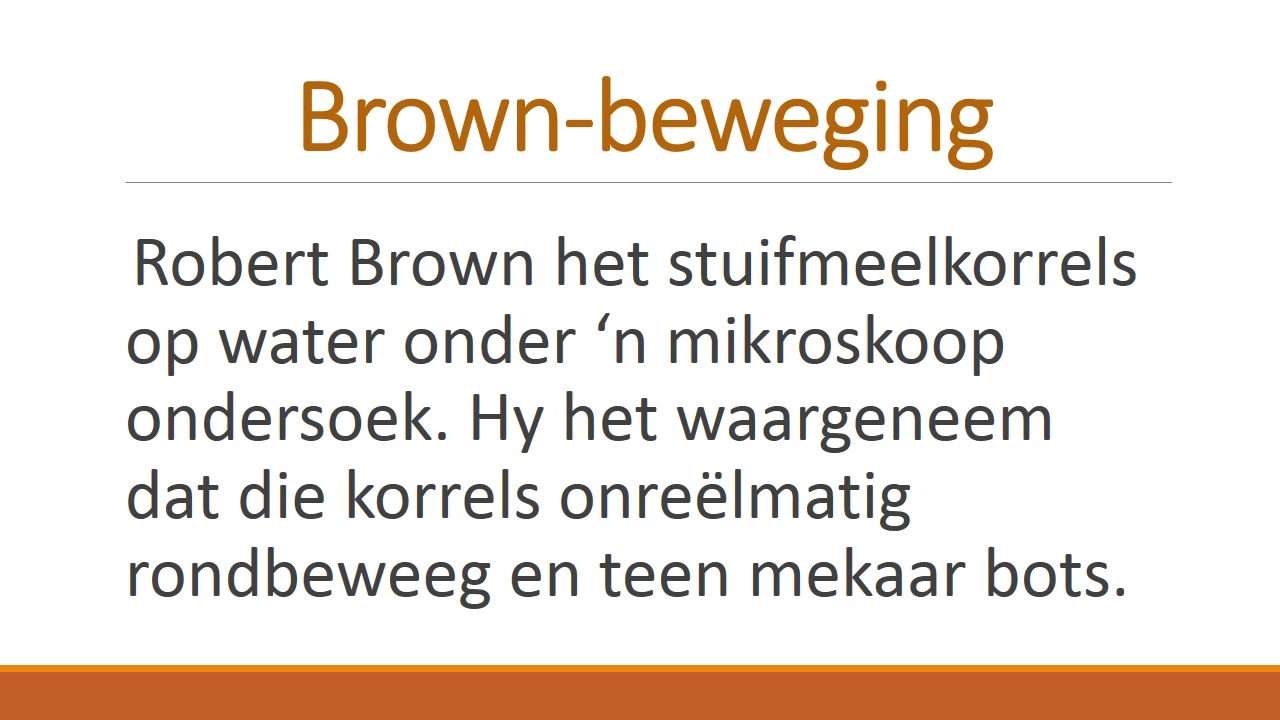 Brown-beweging
Robert Brown het stuifmeelkorrels
op water onder ‘n mikroskoop
ondersoek. Hy het waargeneem
dat die korrels onreëlmatig
rondbeweeg en teen mekaar bots.